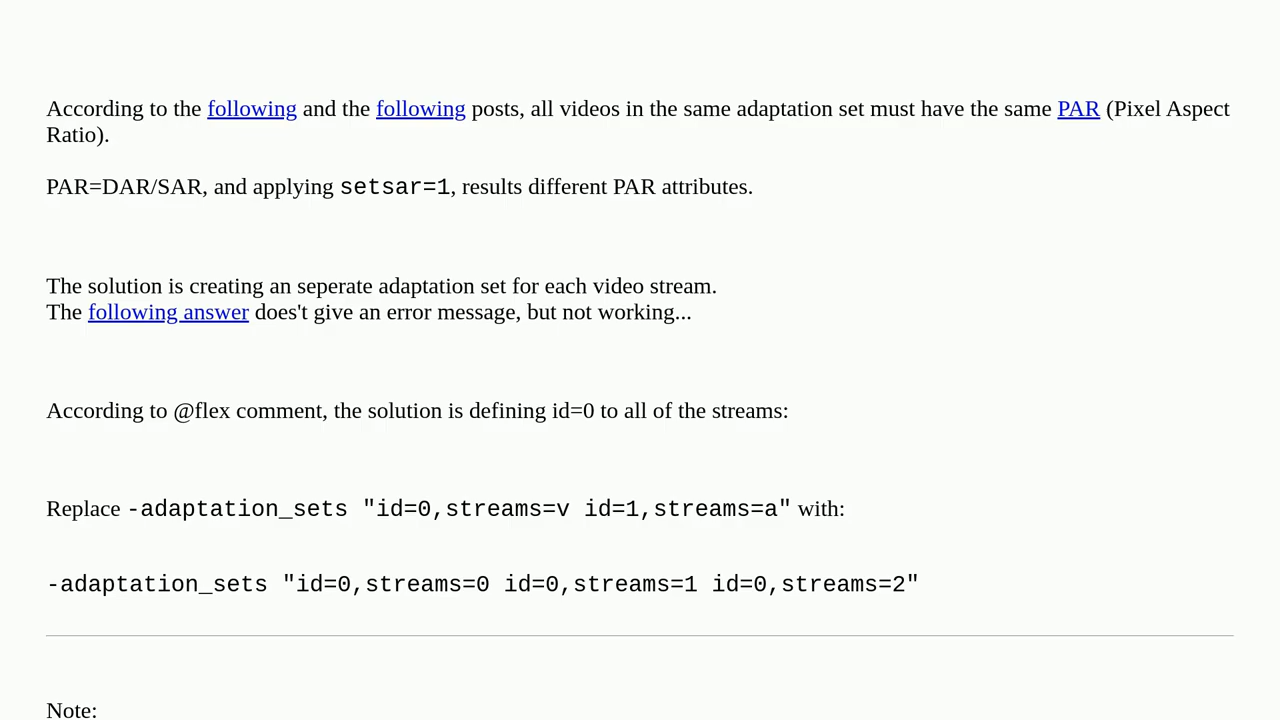 According to the following and the following posts, all videos in the same adaptation set must have the same PAR (Pixel Aspect
Ratio).
PAR=DAR/SAR, and applying setsar=1, results different PAR attributes.
The solution is creating an seperate adaptation set for each video stream.
The following answer does't give an error message, but not working...
According to @flex comment, the solution is defining id=0 to all of the streams:
Replace -adaptation_sets "id=0,streams=v id=1,streams=a" with:
-adaptation_sets "id=0,streams=0 id=0,streams=1 id=0,streams=2"
Note: